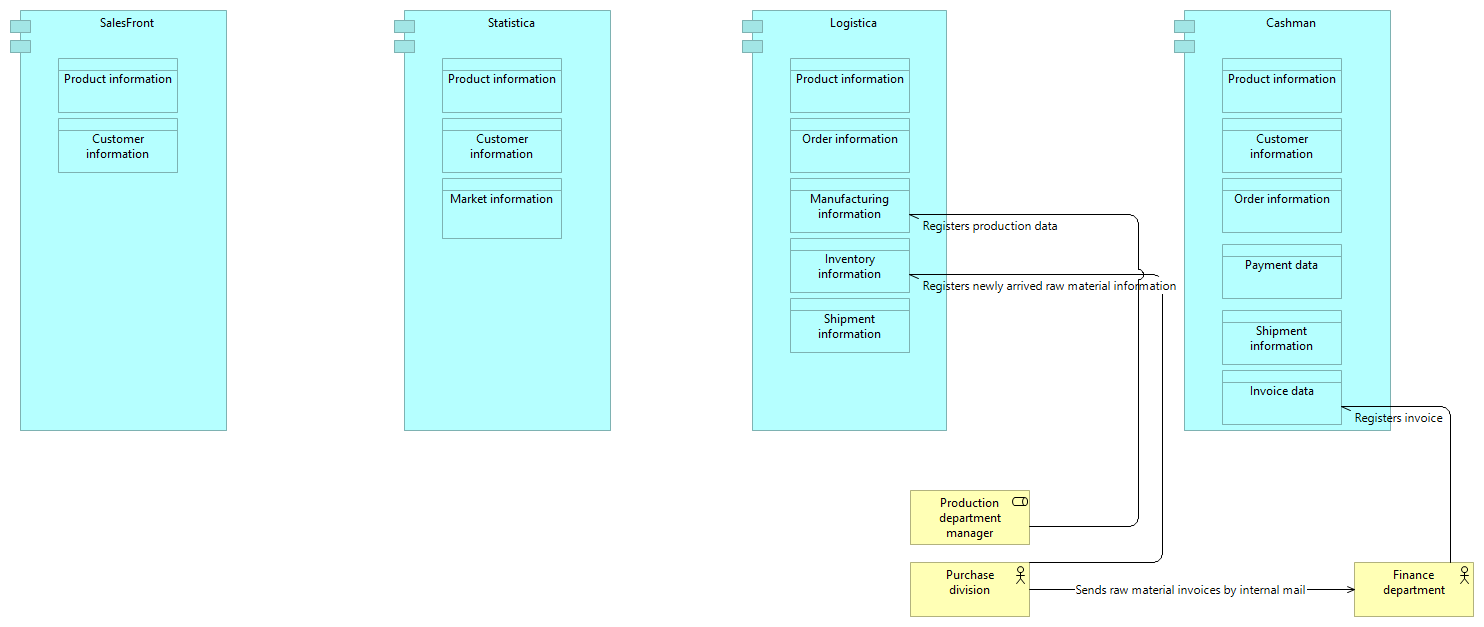 SalesFront
Product information
Customer
information
Statistica
Product information
Customer
information
Market information
Logistica
Product information
Order information
Manufacturing
information
Inventory
information
Shipment
information
Cashman
Product information
Customer
information
Order information
Payment data
Shipment
information
Invoice data
Registers production data
Registers newly arrived raw material information
Registers invoice
Production
department
manager
Purchase
division
Sends raw material invoices by internal mail
Finance
department